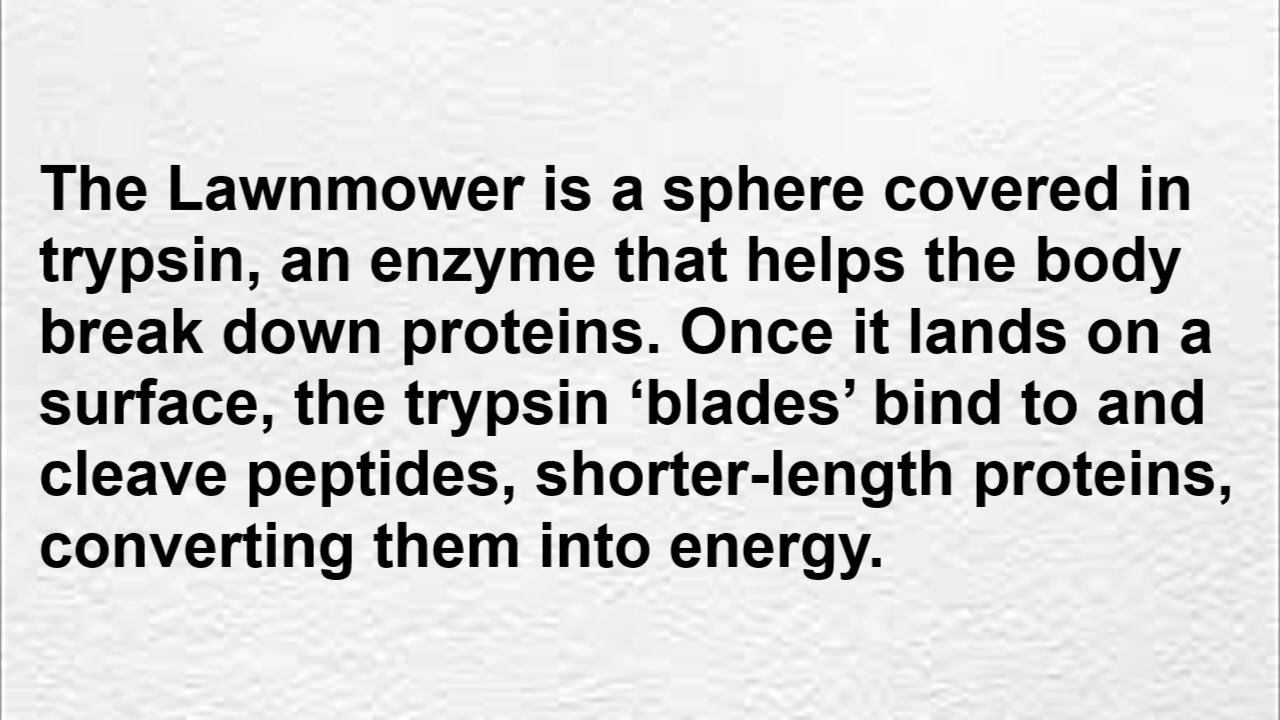 The Lawnmower is a sphere covered in
trypsin, an enzyme that helps the body
break down proteins. Once it lands on a
surface, the trypsin ‘blades’ bind to and
cleave peptides, shorter-length proteins,
converting them into energy.